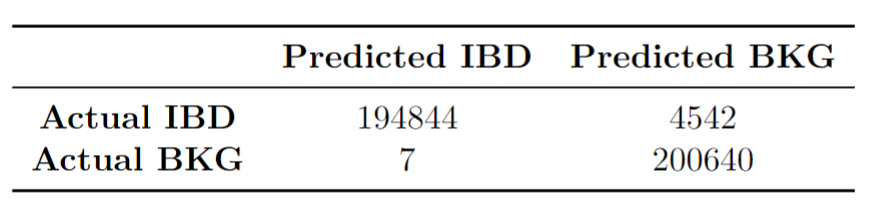 Predicted IBD Predicted BKG
Actual IBD 194844 4542
Actual BKG 7 200640